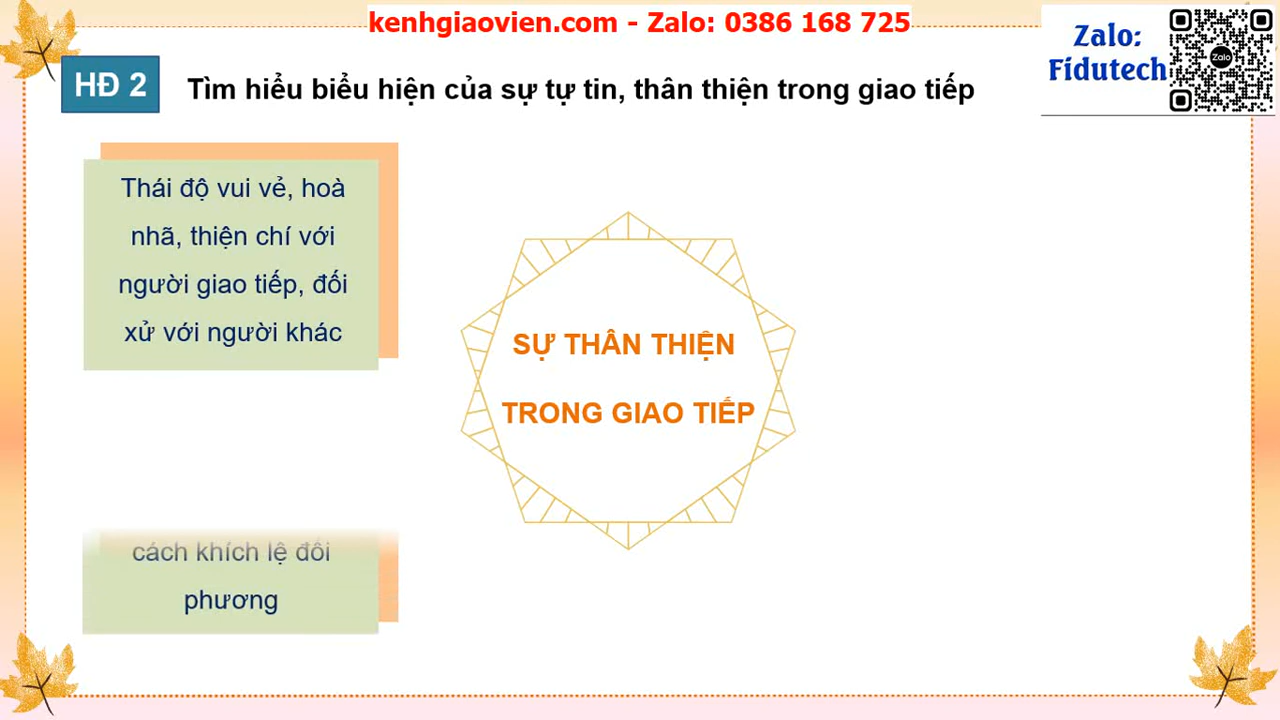 kenhgiaovien.com - Zalo: 0386 168 725
Zalo:
Fidutech
Zalo
HĐ 2
Tìm hiểu biểu hiện của sự tự tin, thân thiện trong giao tiếp
Thái độ vui vẻ, hoà
nhã, thiện chí với
người giao tiếp, đối
xử với người khác
SỰ THÂN THIỆN
TRONG GIAO TIẾP
cách khích lệ đối
phương